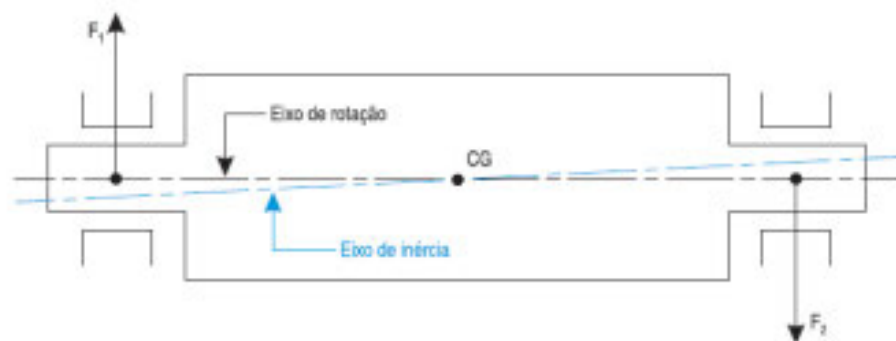 F₁
Eixo de rotação
CG
Eixo de inércia
F₂